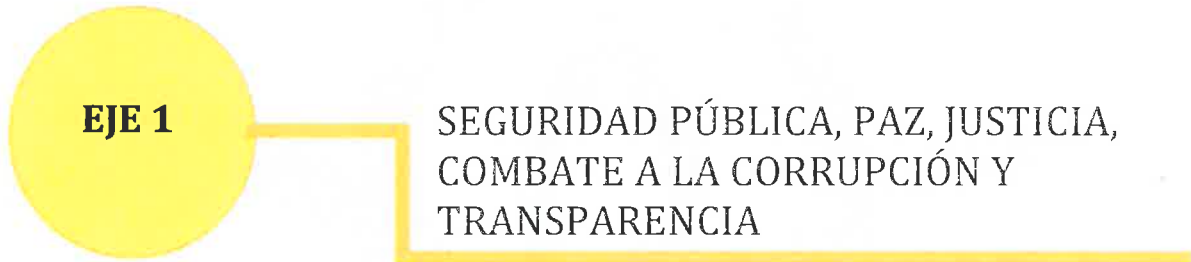 EJE 1
SEGURIDAD PÚBLICA, PAZ, JUSTICIA,
COMBATE A LA CORRUPCIÓN Y
TRANSPARENCIA